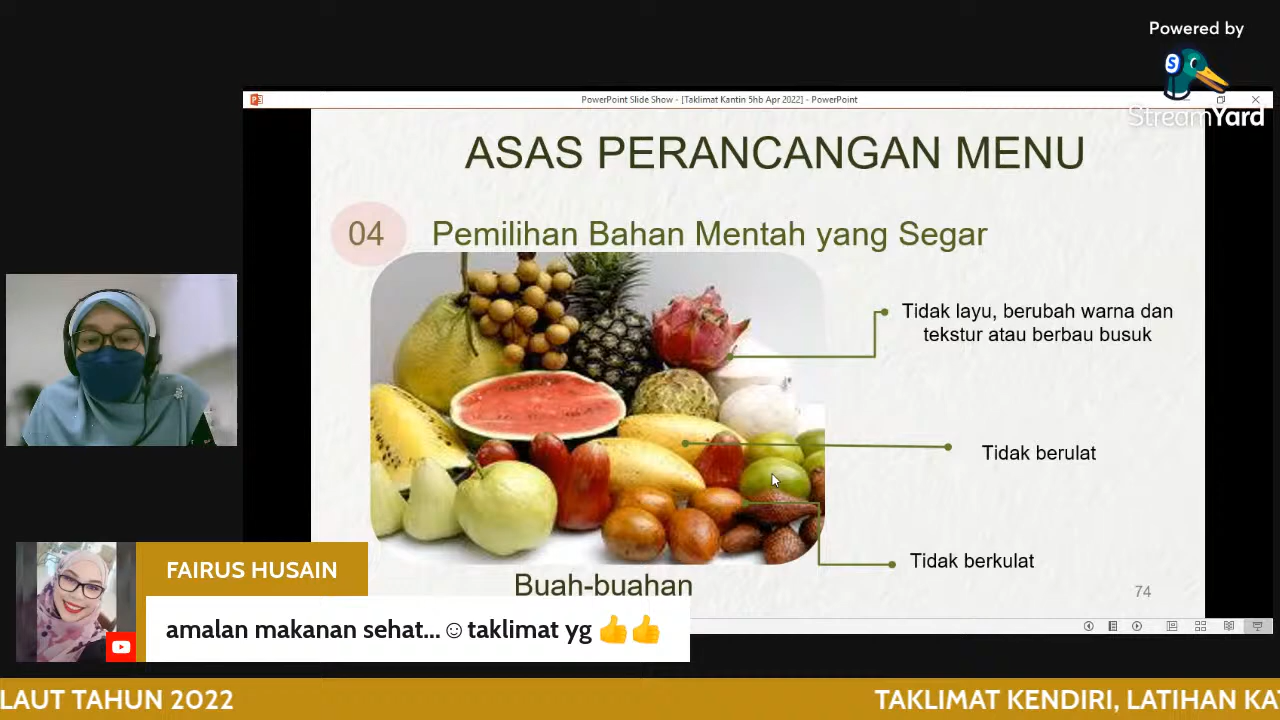 Powered by
StreamYard
PowerPoint Slide Show - [Taklimat Kantin 5hb Apr 2022] - PowerPoint
ASAS PERANCANGAN MENU
04
Pemilihan Bahan Mentah yang Segar
Tidak layu, berubah warna dan
tekstur atau berbau busuk
Tidak berulat
Tidak berkulat
Buah-buahan
74
FAIRUS HUSAIN
amalan makanan sehat...☺taklimat yg 👍👍
LAUT TAHUN 2022
TAKLIMAT KENDIRI, LATIHAN KAT